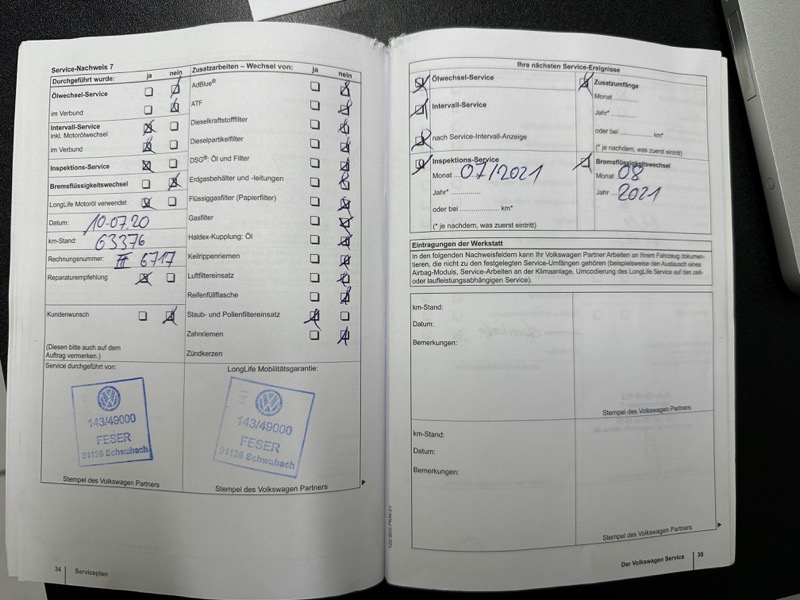 Service-Nachweis 7
Durchgeführt wurde: ja nein
Ölwechsel-Service
im Verbund
Intervall-Service
inkl. Motorölwechsel
im Verbund
Inspektions-Service
Bremsflüssigkeitswechsel
LongLife Motoröl verwendet
Datum: 10.07.20
km-Stand: 63376
Rechnungsnummer: III 6717
Reparaturempfehlung
Kundenwunsch
(Diesen bitte auch auf dem
Auftrag vermerken.)
Zusatzarbeiten – Wechsel von: ja nein
AdBlue®
ATF
Dieselkraftstofffilter
Dieselpartikelfilter
DSG®: Öl und Filter
Erdgasbehälter und -leitungen
Flüssiggasfilter (Papierfilter)
Gasfilter
Haldex-Kupplung: Öl
Keilrippenriemen
Luftfiltereinsatz
Reifenfüllflasche
Staub- und Pollenfiltereinsatz
Zahnriemen
Zündkerzen
Service durchgeführt von:
143/49000
FESER
91126 Schwabach
Stempel des Volkswagen Partners
LongLife Mobilitätsgarantie:
143/49000
FESER
91126 Schwabach
Stempel des Volkswagen Partners
34 Serviceplan
Ihre nächsten Service-Ereignisse
Ölwechsel-Service
Intervall-Service
nach Service-Intervall-Anzeige
Zusatzumfänge
Monat ............
Jahr* ............
oder bei ............ km*
(* je nachdem, was zuerst eintritt)
Inspektions-Service
Monat 07/2021
Jahr* ............
oder bei ............ km*
(* je nachdem, was zuerst eintritt)
Bremsflüssigkeitswechsel
Monat 08
Jahr 2021
Eintragungen der Werkstatt
In den folgenden Nachweisfeldern kann Ihr Volkswagen Partner Arbeiten an Ihrem Fahrzeug dokumen-
tieren, die nicht zu den festgelegten Service-Umfängen gehören (beispielsweise den Austausch eines
Airbag-Moduls, Service-Arbeiten an der Klimaanlage, Umcodierung des LongLife Service auf den zeit-
oder laufleistungsabhängigen Service).
km-Stand:
Datum:
Bemerkungen:
Stempel des Volkswagen Partners
km-Stand:
Datum:
Bemerkungen:
Stempel des Volkswagen Partners
Der Volkswagen Service 35